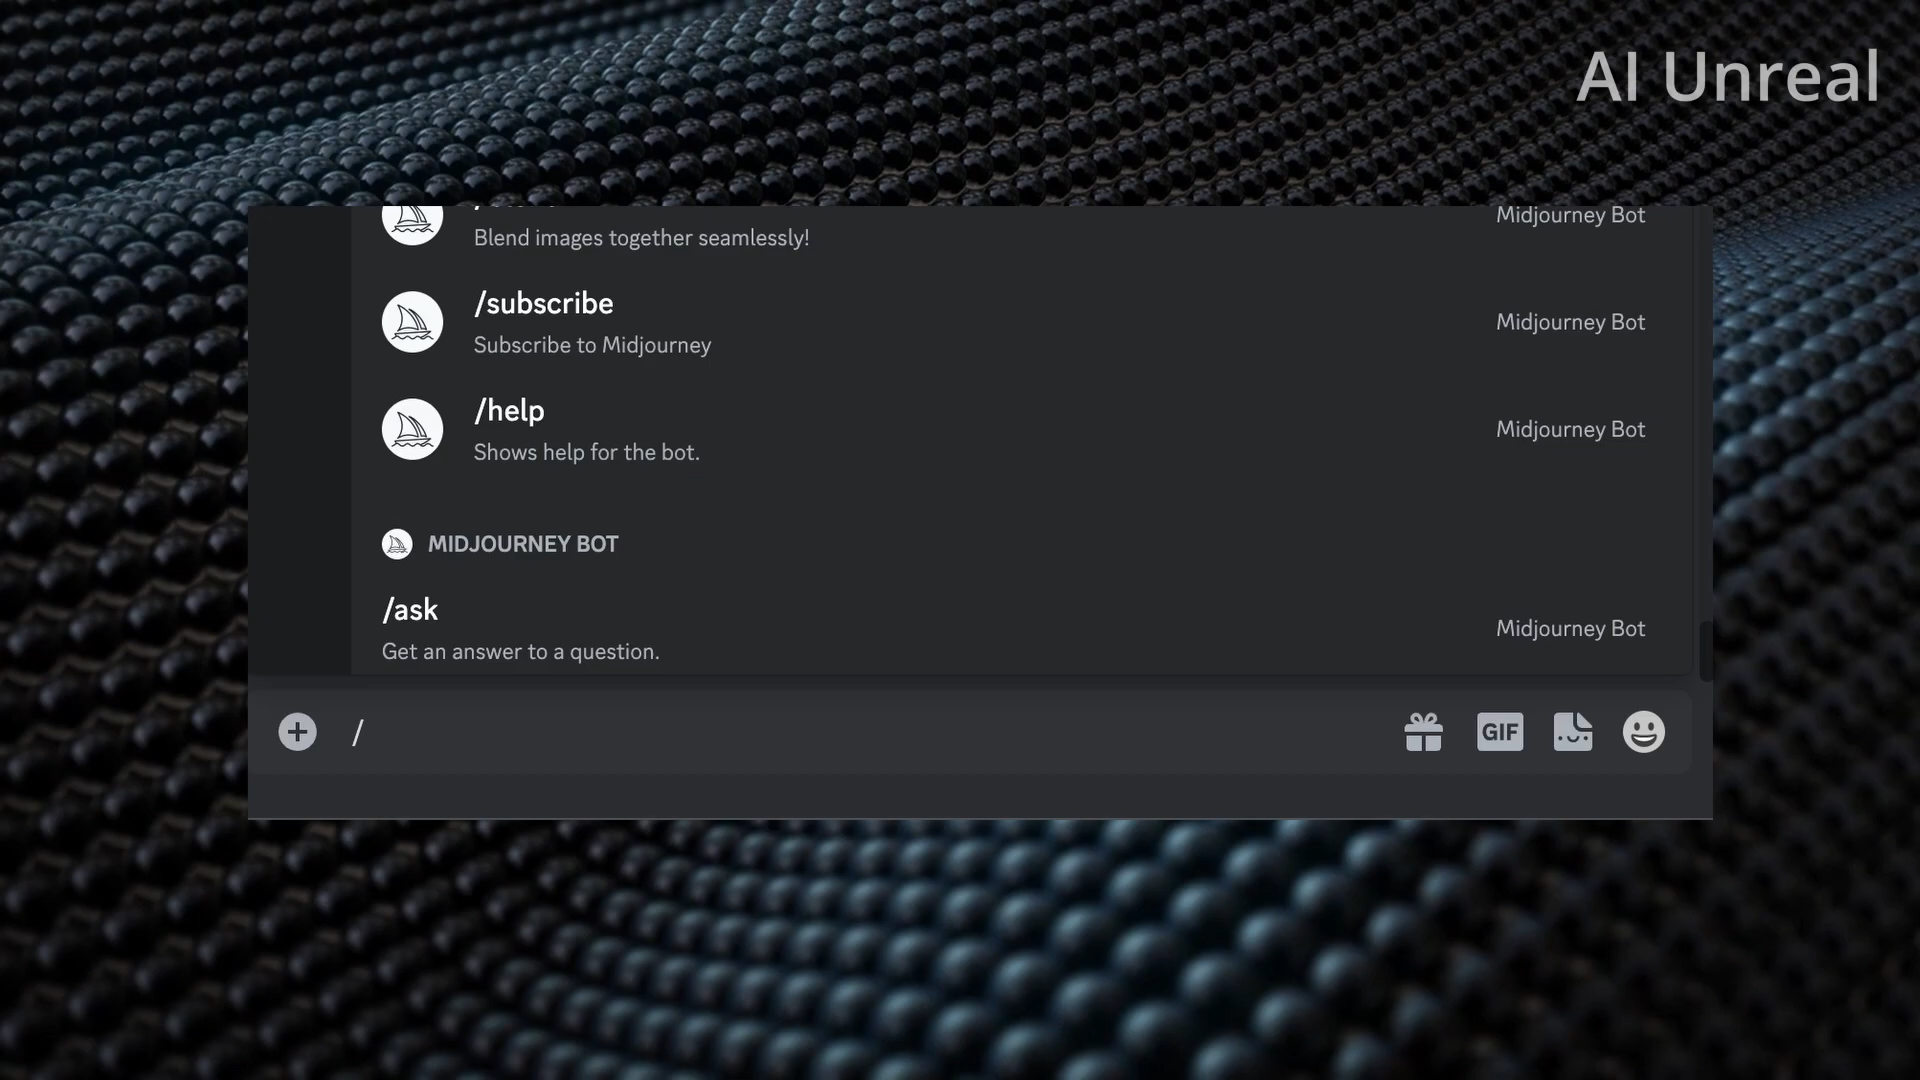 AI Unreal
Midjourney Bot
Blend images together seamlessly!
/subscribe
Subscribe to Midjourney
Midjourney Bot
/help
Shows help for the bot.
Midjourney Bot
MIDJOURNEY BOT
/ask
Get an answer to a question.
Midjourney Bot
/
GIF